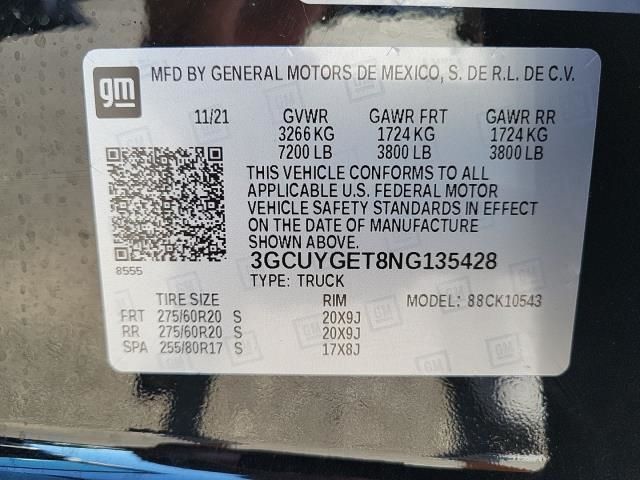 gm
MFD BY GENERAL MOTORS DE MEXICO, S. DE R.L. DE C.V.
11/21 GVWR GAWR FRT GAWR RR
3266 KG 1724 KG 1724 KG
7200 LB 3800 LB 3800 LB
THIS VEHICLE CONFORMS TO ALL
APPLICABLE U.S. FEDERAL MOTOR
VEHICLE SAFETY STANDARDS IN EFFECT
ON THE DATE OF MANUFACTURE
SHOWN ABOVE.
8555
3GCUYGET8NG135428
TYPE: TRUCK
TIRE SIZE RIM MODEL: 88CK10543
FRT 275/60R20 S 20X9J
RR 275/60R20 S 20X9J
SPA 255/80R17 S 17X8J